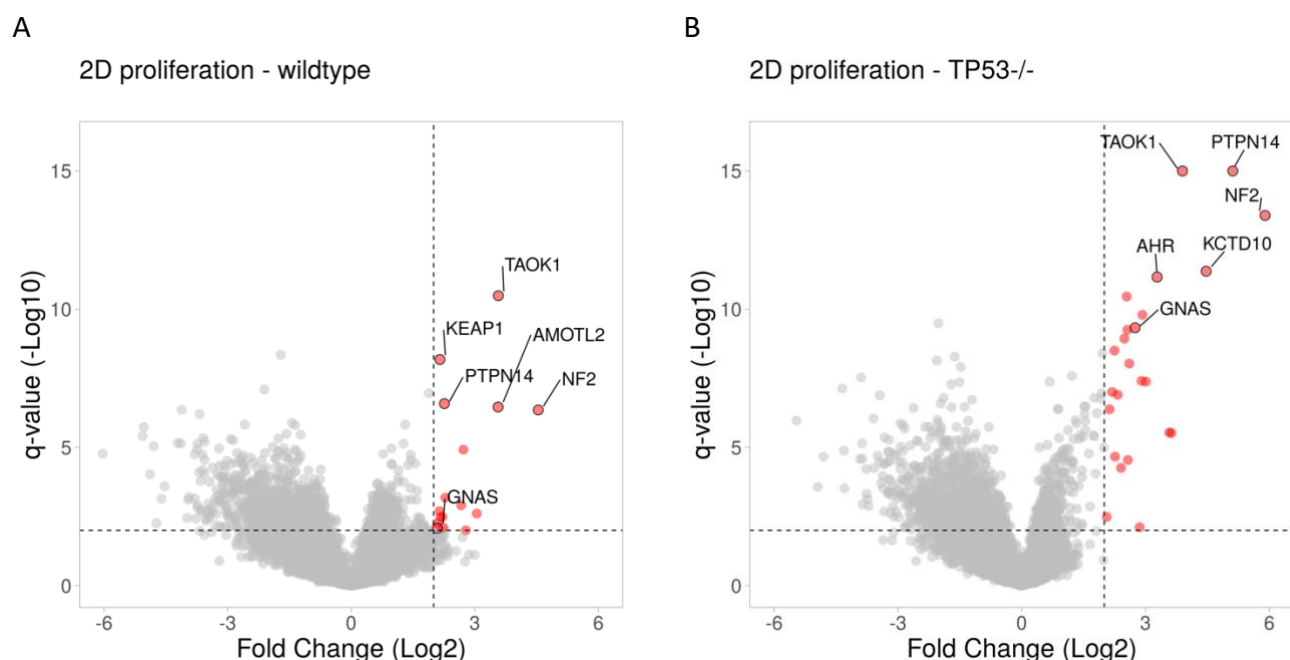 A
2D proliferation - wildtype
q-value (-Log10)
15
10
5
0
TAOK1
KEAP1
AMOTL2
PTPN14
NF2
GNAS
-6
-3
0
3
6
Fold Change (Log2)
B
2D proliferation - TP53-/-
q-value (-Log10)
15
10
5
0
TAOK1
PTPN14
NF2
AHR
KCTD10
GNAS
-6
-3
0
3
6
Fold Change (Log2)